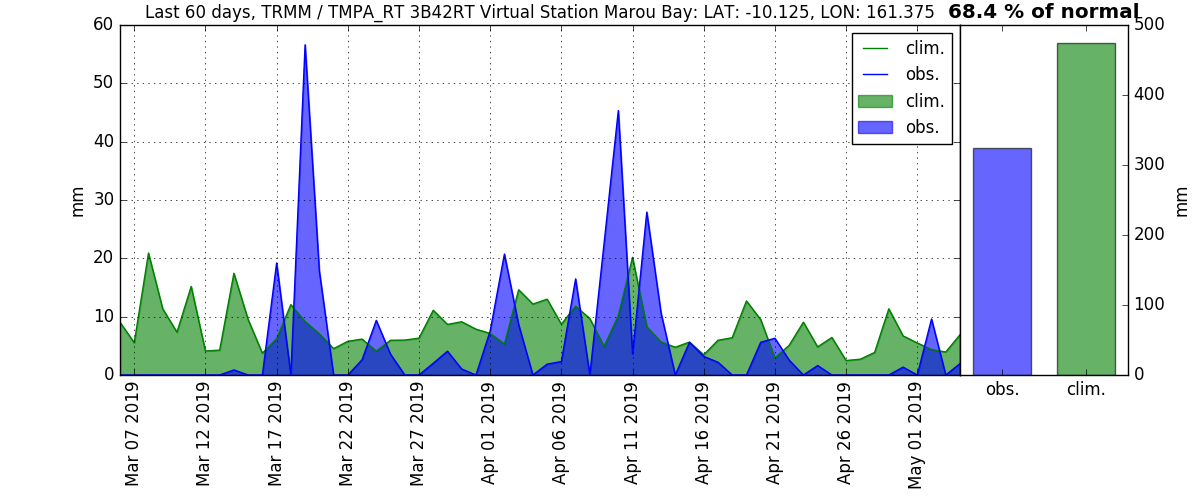 Last 60 days, TRMM / TMPA_RT 3B42RT Virtual Station Marou Bay: LAT: -10.125, LON: 161.375 68.4 % of normal
60
50
40
30
20
10
0
mm
clim.
obs.
clim.
obs.
Mar 07 2019
Mar 12 2019
Mar 17 2019
Mar 22 2019
Mar 27 2019
Apr 01 2019
Apr 06 2019
Apr 11 2019
Apr 16 2019
Apr 21 2019
Apr 26 2019
May 01 2019
500
400
300
200
100
0
mm
obs. clim.